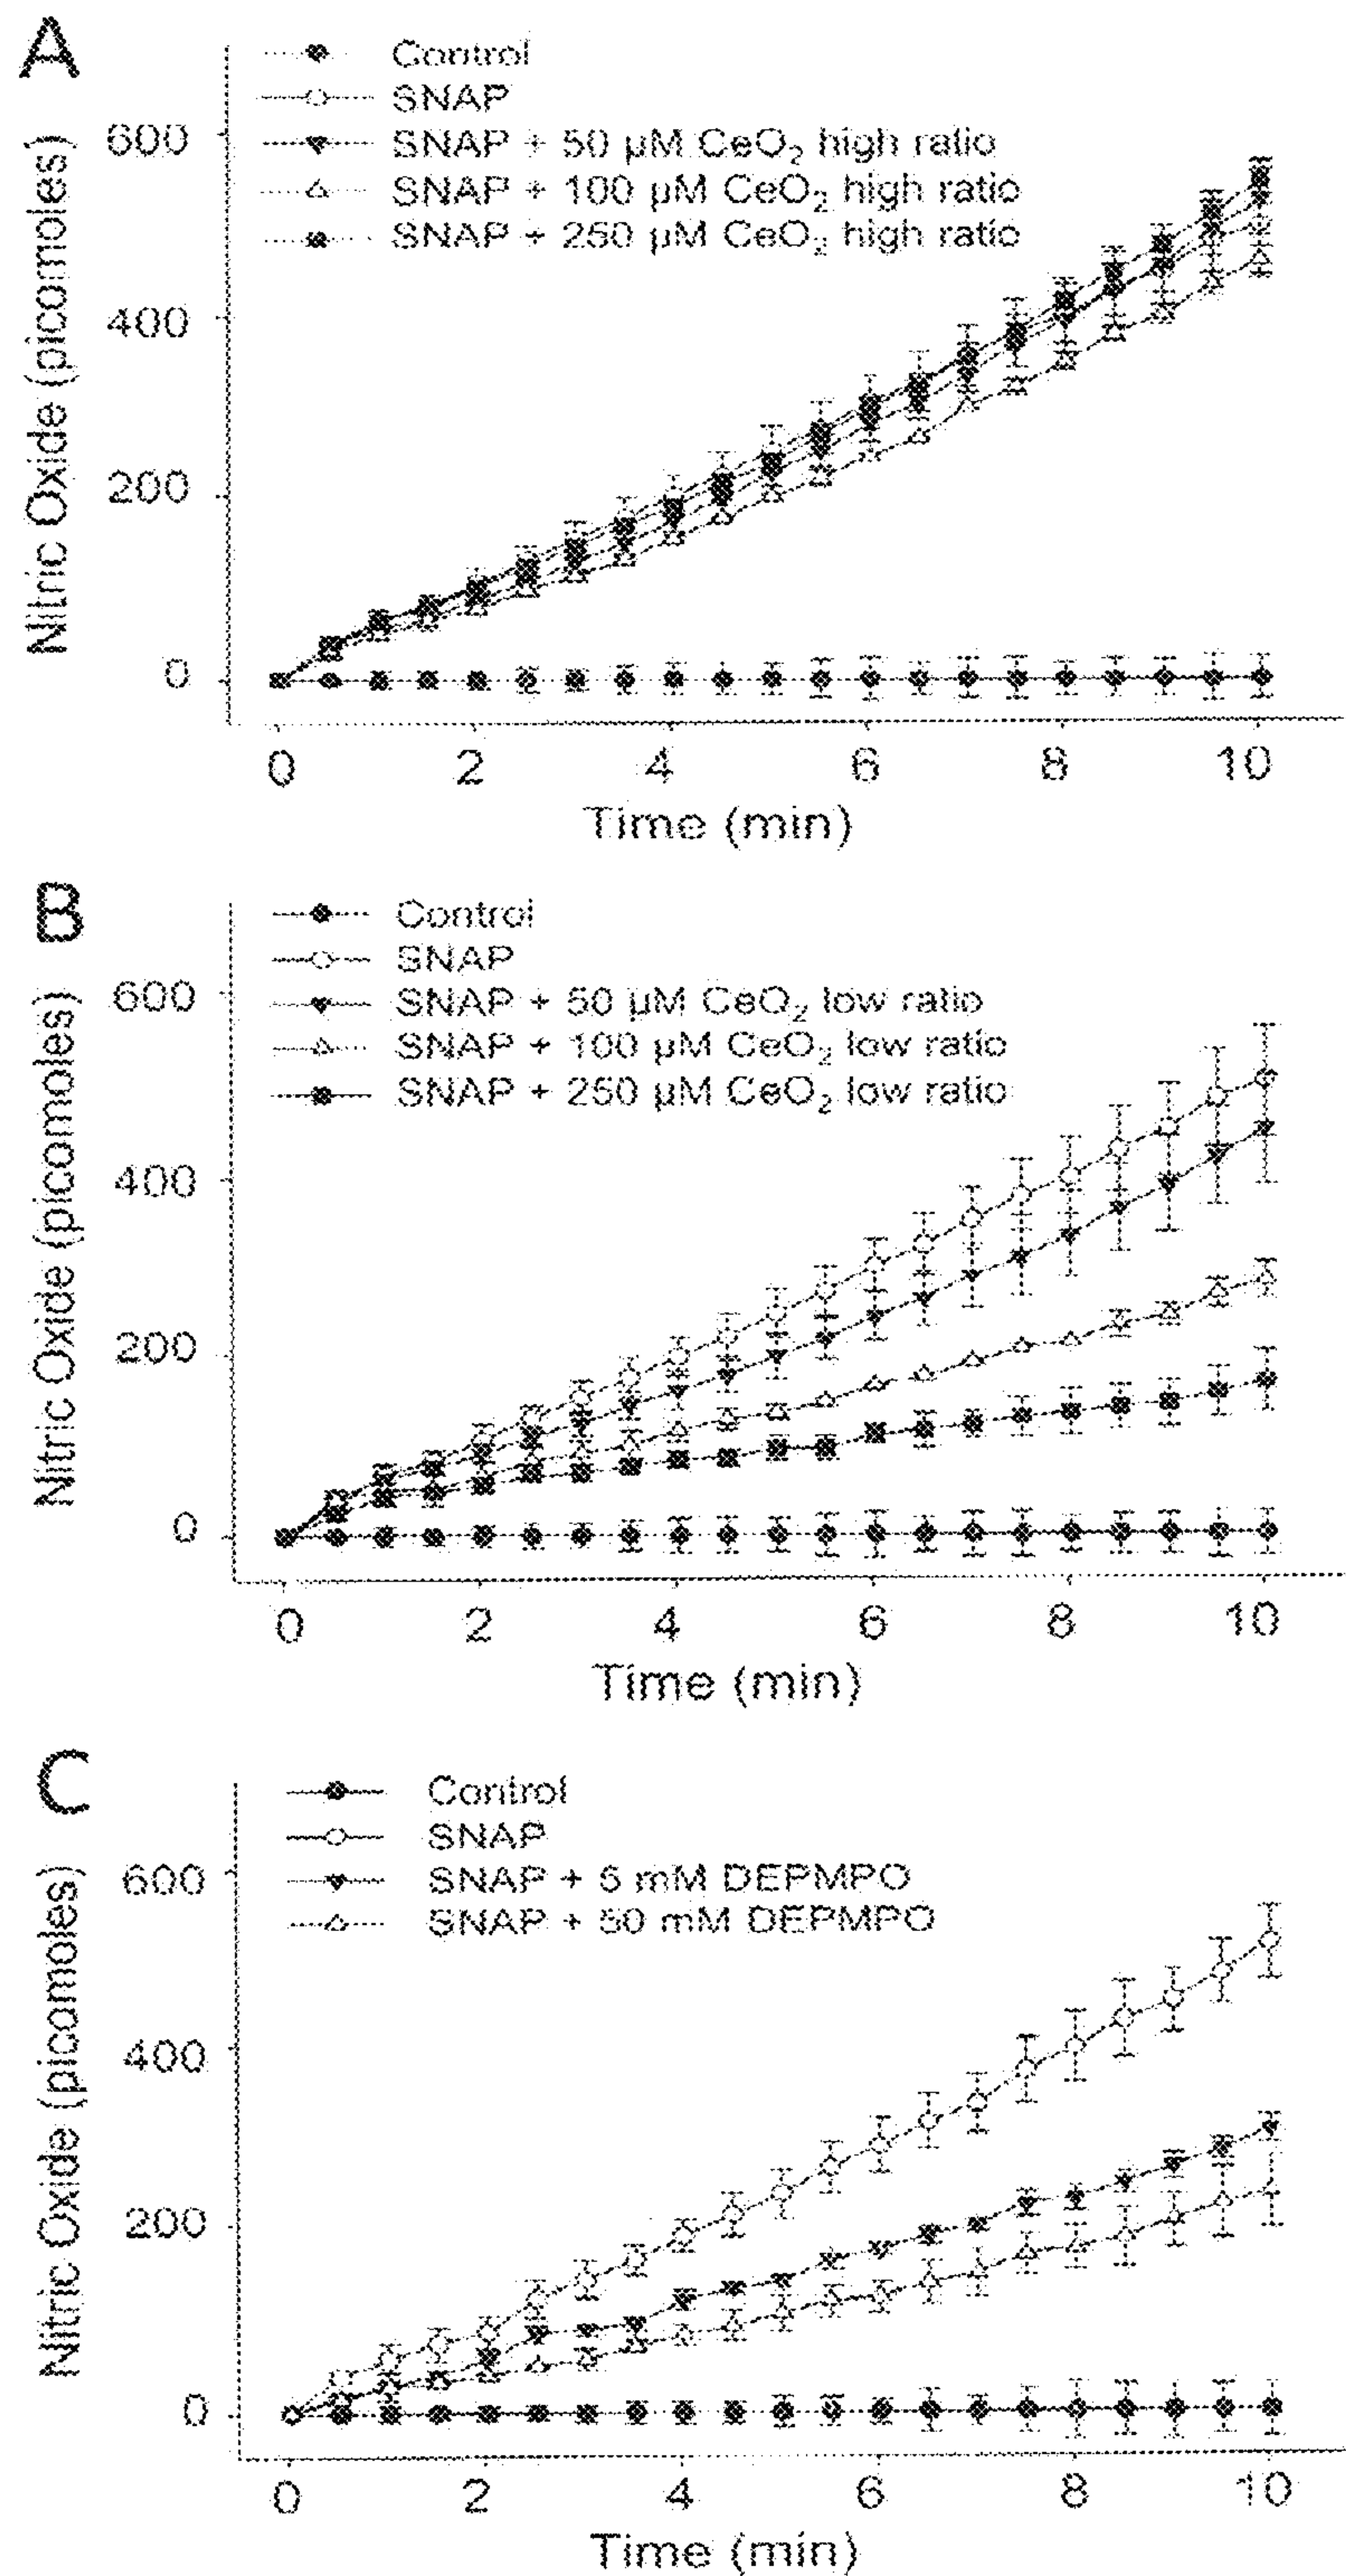 A
Control
SNAP
SNAP + 50 µM CeO₂ high ratio
SNAP + 100 µM CeO₂ high ratio
SNAP + 250 µM CeO₂ high ratio
Nitric Oxide (picomoles)
600
400
200
0
0 2 4 6 8 10
Time (min)
B
Control
SNAP
SNAP + 50 µM CeO₂ low ratio
SNAP + 100 µM CeO₂ low ratio
SNAP + 250 µM CeO₂ low ratio
Nitric Oxide (picomoles)
600
400
200
0
0 2 4 6 8 10
Time (min)
C
Control
SNAP
SNAP + 5 mM DEPMPO
SNAP + 50 mM DEPMPO
Nitric Oxide (picomoles)
600
400
200
0
0 2 4 6 8 10
Time (min)